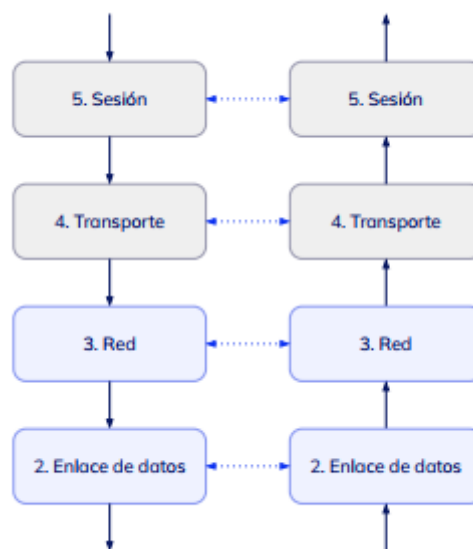 5. Sesión
5. Sesión
4. Transporte
4. Transporte
3. Red
3. Red
2. Enlace de datos
2. Enlace de datos